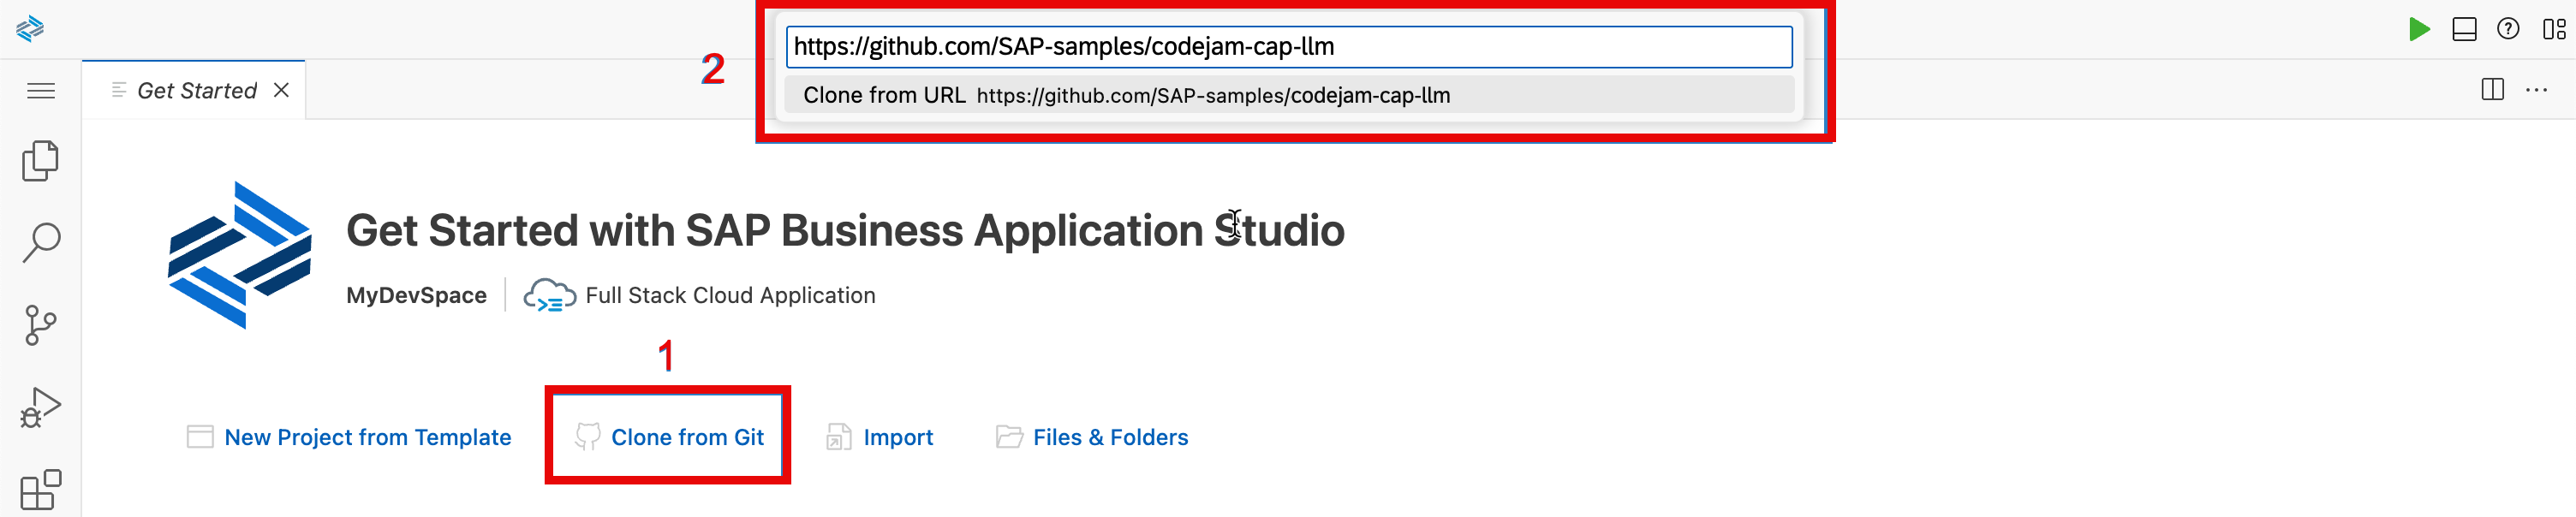 https://github.com/SAP-samples/codejam-cap-llm
2
Get Started
Clone from URL https://github.com/SAP-samples/codejam-cap-llm
Get Started with SAP Business Application Studio
MyDevSpace Full Stack Cloud Application
1
New Project from Template Clone from Git Import Files & Folders